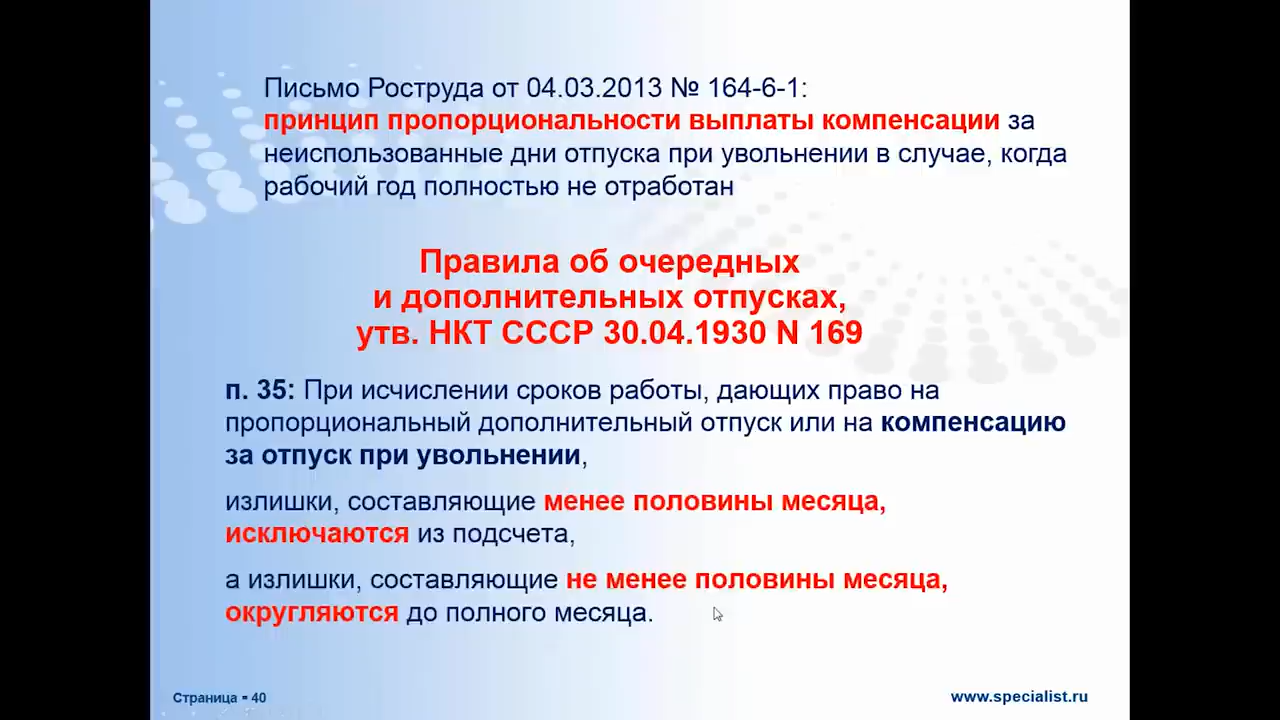 Письмо Роструда от 04.03.2013 № 164-6-1:
принцип пропорциональности выплаты компенсации за
неиспользованные дни отпуска при увольнении в случае, когда
рабочий год полностью не отработан
Правила об очередных
и дополнительных отпусках,
утв. НКТ СССР 30.04.1930 N 169
п. 35: При исчислении сроков работы, дающих право на
пропорциональный дополнительный отпуск или на компенсацию
за отпуск при увольнении,
излишки, составляющие менее половины месяца,
исключаются из подсчета,
а излишки, составляющие не менее половины месяца,
округляются до полного месяца.
Страница ▪ 40
www.specialist.ru